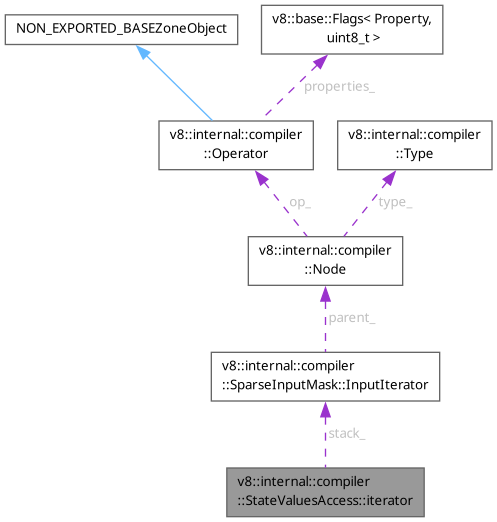 v8::base::Flags< Property,
uint8_t >
NON_EXPORTED_BASEZoneObject
properties_
v8::internal::compiler
::Operator
v8::internal::compiler
::Type
op_
type_
v8::internal::compiler
::Node
parent_
v8::internal::compiler
::SparseInputMask::InputIterator
stack_
v8::internal::compiler
::StateValuesAccess::iterator